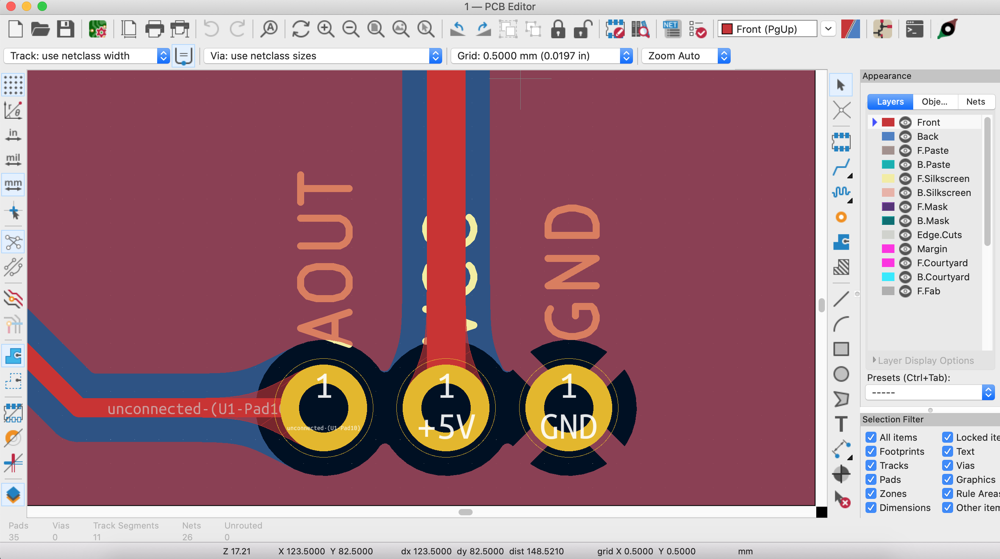 1 — PCB Editor
NET
Front (PgUp)
Track: use netclass width
Via: use netclass sizes
Grid: 0.5000 mm (0.0197 in)
Zoom Auto
in
mil
mm
AOUT
GND
unconnected-(U1-Pad1
1
unconnected-(U1-Pad10)
1
+5V
1
GND
Appearance
Layers
Obje...
Nets
Front
Back
F.Paste
B.Paste
F.Silkscreen
B.Silkscreen
F.Mask
B.Mask
Edge.Cuts
Margin
F.Courtyard
B.Courtyard
F.Fab
Layer Display Options
Presets (Ctrl+Tab):
-----
Selection Filter
All items
Locked ite
Footprints
Text
Tracks
Vias
Pads
Graphics
Zones
Rule Areas
Dimensions
Other item
Pads Vias Track Segments Nets Unrouted
35 0 11 26 0
Z 17.21 X 123.5000 Y 82.5000 dx 123.5000 dy 82.5000 dist 148.5210 grid X 0.5000 Y 0.5000 mm